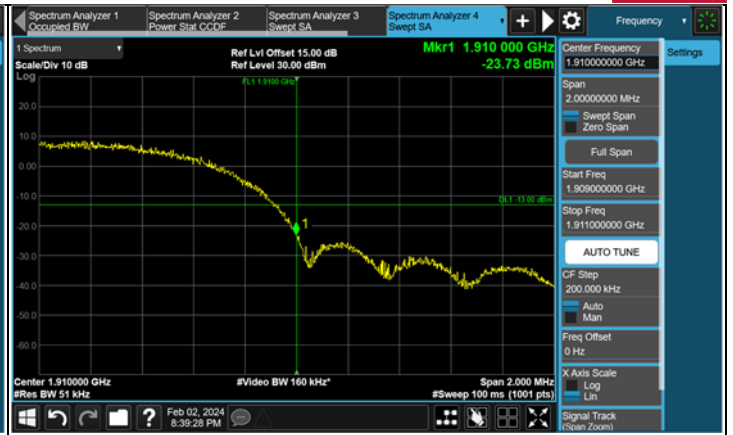 Spectrum Analyzer 1
Occupied BW
Spectrum Analyzer 2
Power Stat CCDF
Spectrum Analyzer 3
Swept SA
Spectrum Analyzer 4
Swept SA
Frequency
1 Spectrum
Scale/Div 10 dB
Log
Ref Lvl Offset 15.00 dB
Ref Level 30.00 dBm
Mkr1 1.910 000 GHz
-23.73 dBm
FL1 1.9100 GHz
20.0
10.0
0.00
-10.0
-20.0
-30.0
-40.0
-50.0
-60.0
DL1 -13.00 dBm
1
Center 1.910000 GHz
#Res BW 51 kHz
#Video BW 160 kHz*
Span 2.000 MHz
#Sweep 100 ms (1001 pts)
Feb 02, 2024
8:39:28 PM
?
Center Frequency
1.910000000 GHz
Span
2.00000000 MHz
Swept Span
Zero Span
Full Span
Start Freq
1.909000000 GHz
Stop Freq
1.911000000 GHz
AUTO TUNE
CF Step
200.000 kHz
Auto
Man
Freq Offset
0 Hz
X Axis Scale
Log
Lin
Signal Track
(Span Zoom)
Settings